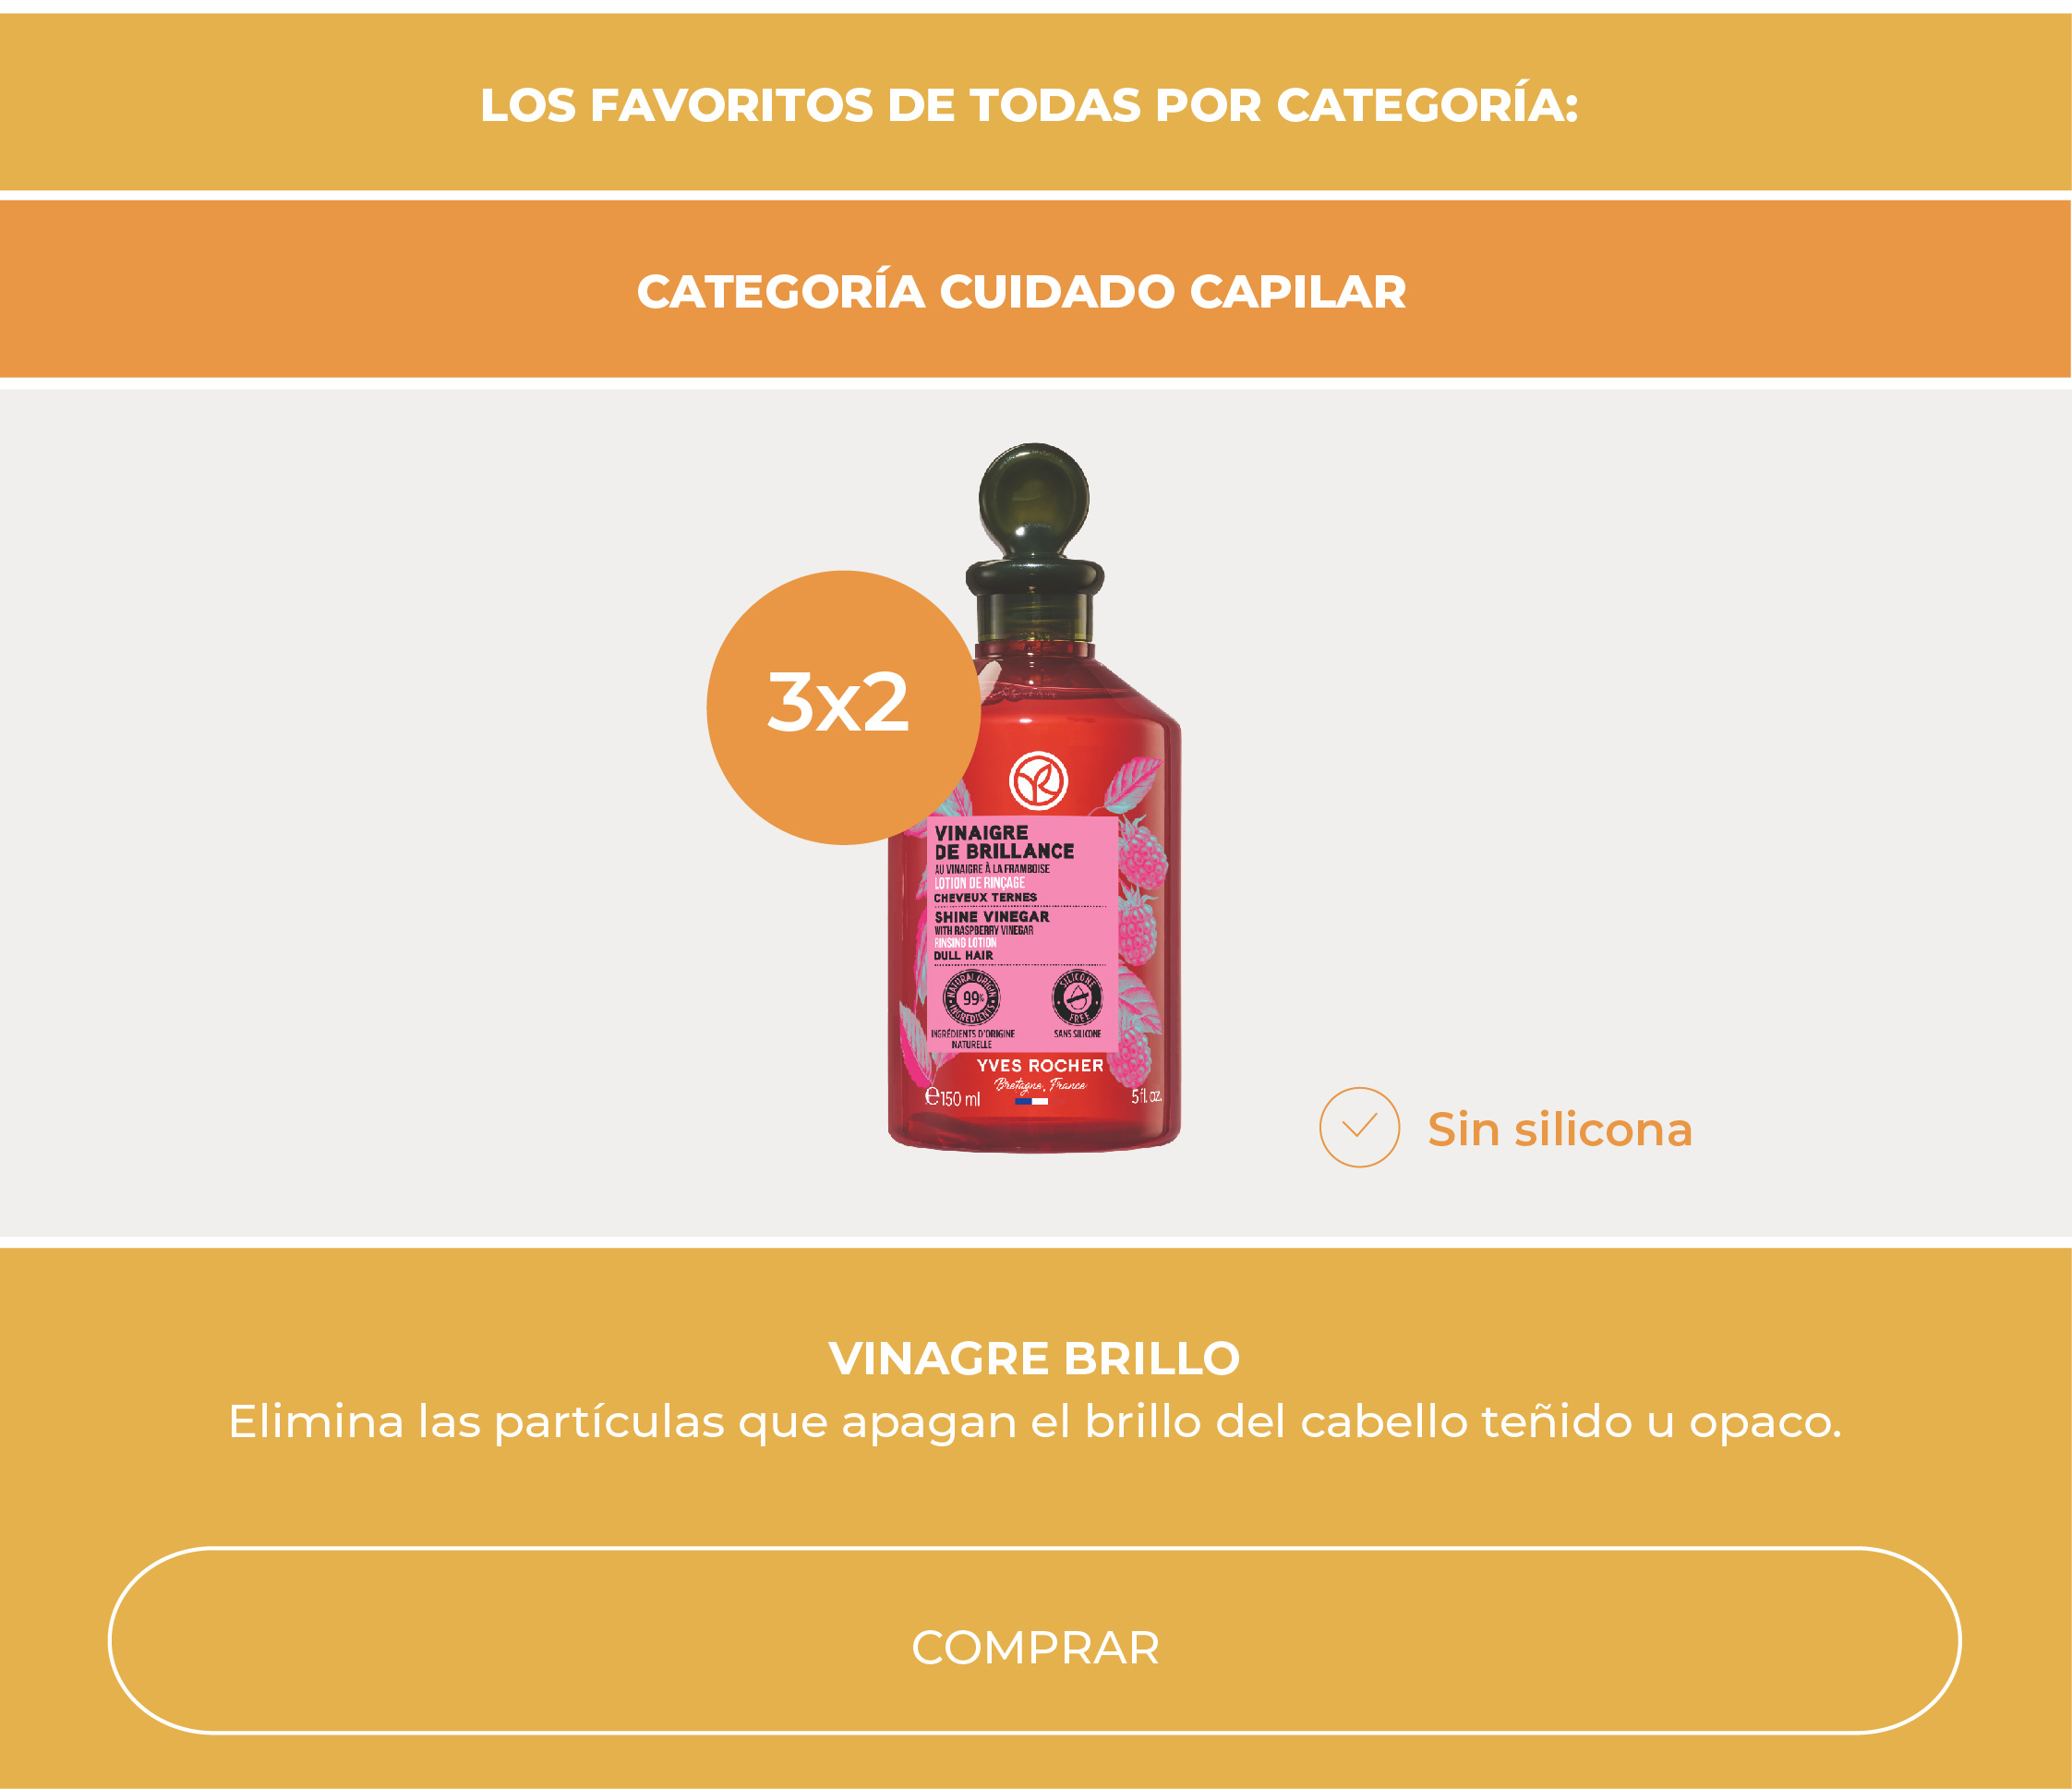 LOS FAVORITOS DE TODAS POR CATEGORÍA:
CATEGORÍA CUIDADO CAPILAR
3x2
VINAIGRE
DE BRILLANCE
AU VINAIGRE À LA FRAMBOISE
LOTION DE RINÇAGE
CHEVEUX TERNES
SHINE VINEGAR
WITH RASPBERRY VINEGAR
RINSING LOTION
DULL HAIR
NATURAL ORIGIN
99%
INGREDIENTS
SILICONE
FREE
INGRÉDIENTS D'ORIGINE
NATURELLE
SANS SILICONE
YVES ROCHER
Bretagne, France
e150 ml
5 fl. oz.
Sin silicona
VINAGRE BRILLO
Elimina las partículas que apagan el brillo del cabello teñido u opaco.
COMPRAR